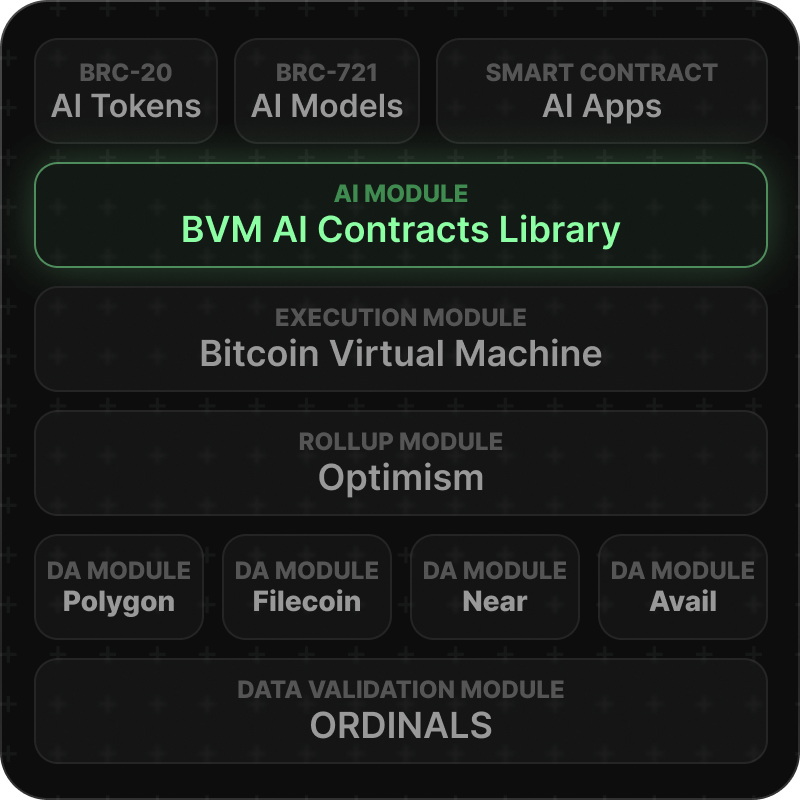 BRC-20
AI Tokens
BRC-721
AI Models
SMART CONTRACT
AI Apps
AI MODULE
BVM AI Contracts Library
EXECUTION MODULE
Bitcoin Virtual Machine
ROLLUP MODULE
Optimism
DA MODULE
Polygon
DA MODULE
Filecoin
DA MODULE
Near
DA MODULE
Avail
DATA VALIDATION MODULE
ORDINALS